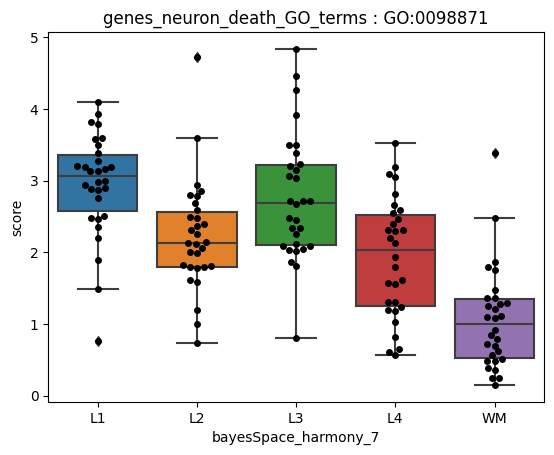 genes_neuron_death_GO_terms : GO:0098871
5
4
3
2
1
0
score
L1 L2 L3 L4 WM
bayesSpace_harmony_7